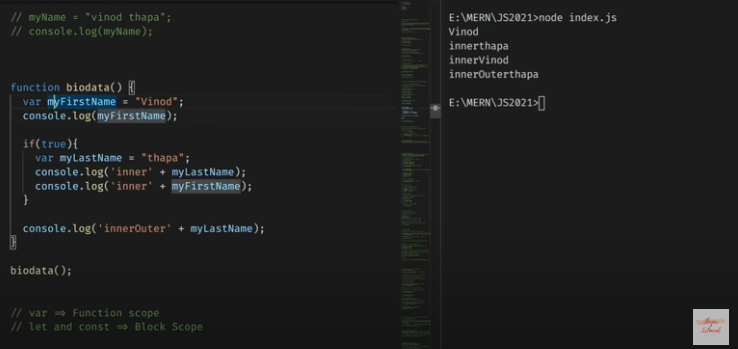 // myName = "vinod thapa";
// console.log(myName);
function biodata() {
var myFirstName = "Vinod";
console.log(myFirstName);
if(true){
var myLastName = "thapa";
console.log('inner' + myLastName);
console.log('inner' + myFirstName);
}
console.log('innerOuter' + myLastName);
}
biodata();
// var => Function scope
// let and const => Block Scope
E:\MERN\JS2021>node index.js
Vinod
innerthapa
innerVinod
innerOuterthapa
E:\MERN\JS2021>